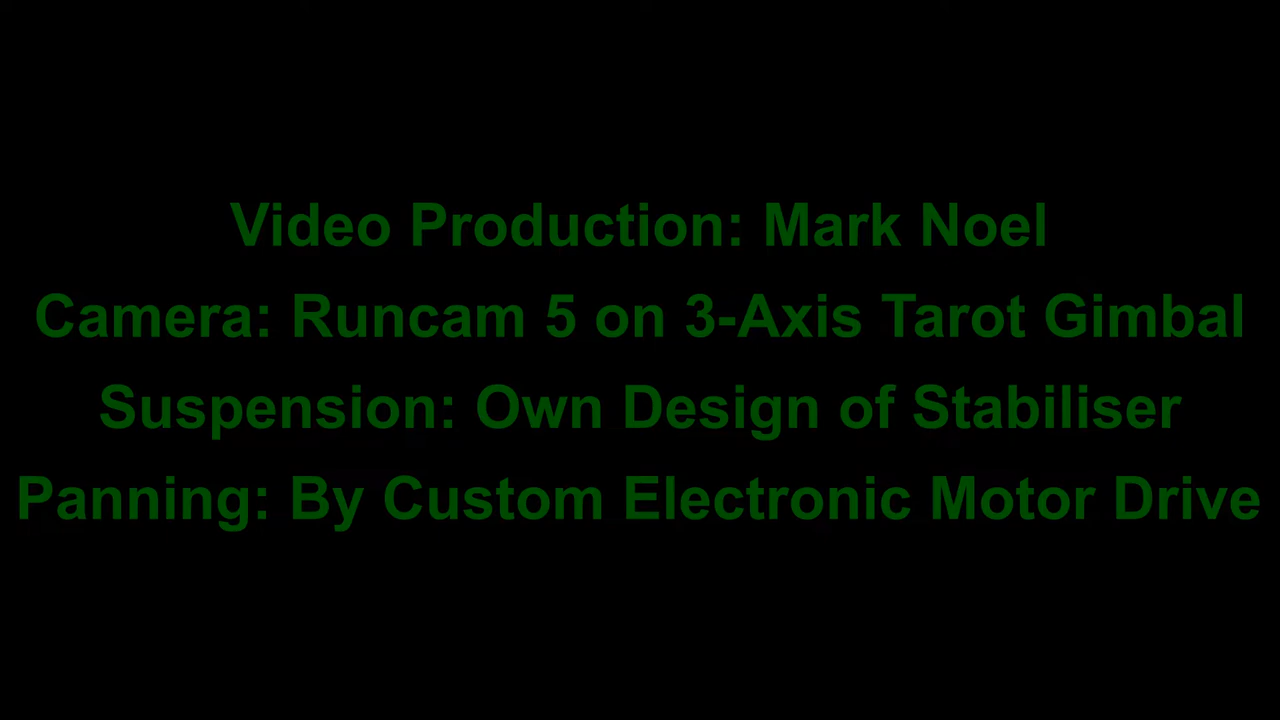 Video Production: Mark Noel
Camera: Runcam 5 on 3-Axis Tarot Gimbal
Suspension: Own Design of Stabiliser
Panning: By Custom Electronic Motor Drive